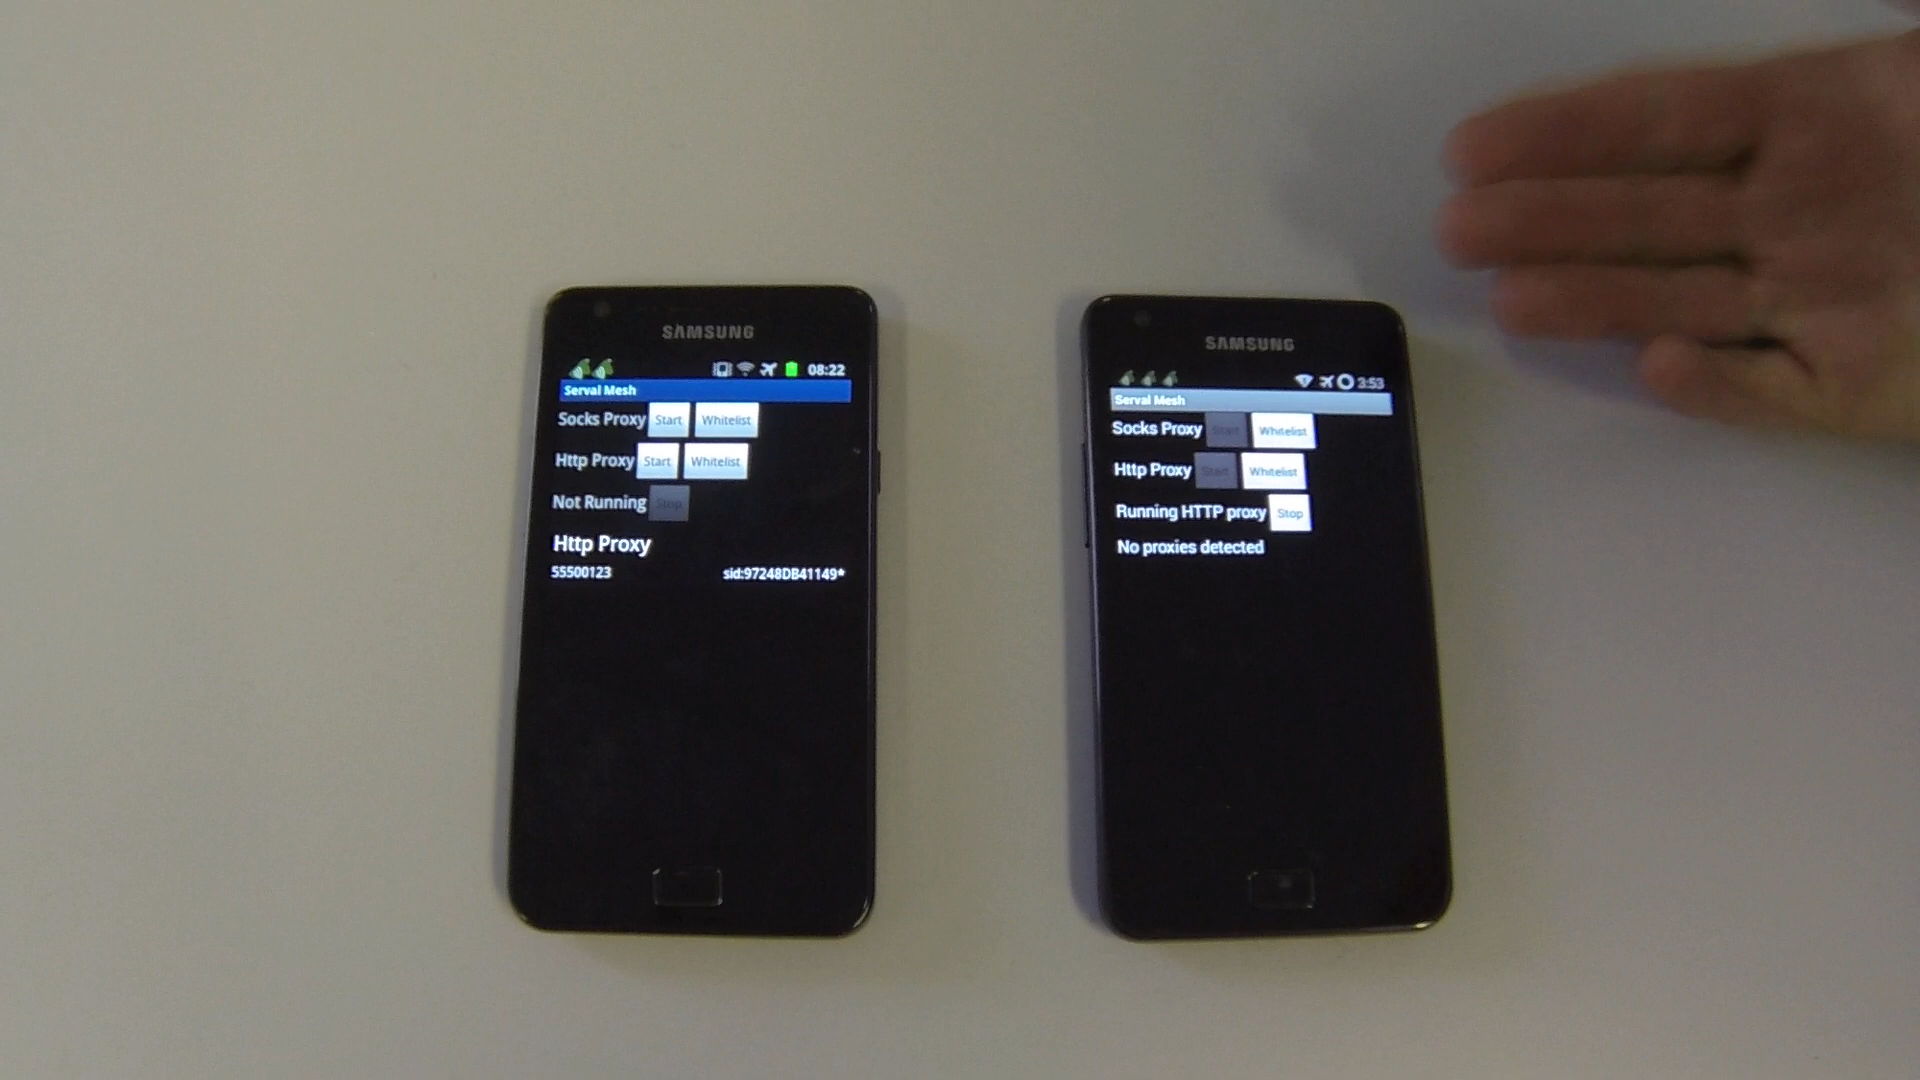 SAMSUNG
08:22
Serval Mesh
Socks Proxy Start Whitelist
Http Proxy Start Whitelist
Not Running Stop
Http Proxy
55500123 sid:97248DB41149*
SAMSUNG
3:53
Serval Mesh
Socks Proxy Start Whitelist
Http Proxy Start Whitelist
Running HTTP proxy Stop
No proxies detected